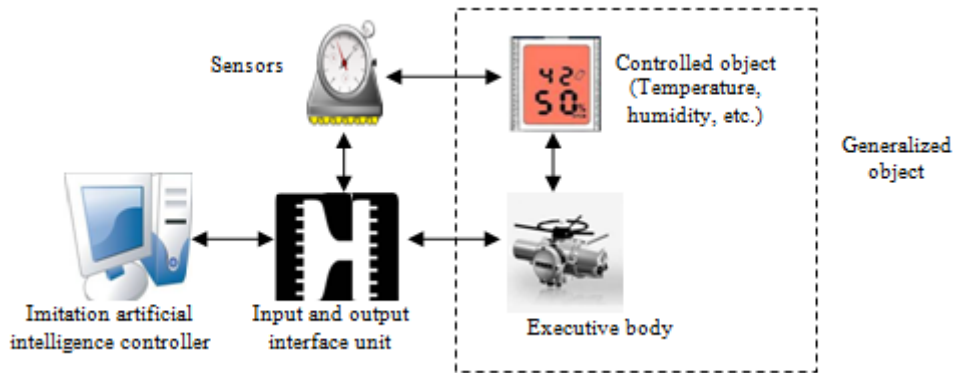 Sensors
42
50%
Controlled object
(Temperature,
humidity, etc.)
Generalized
object
Imitation artificial
intelligence controller
Input and output
interface unit
Executive body